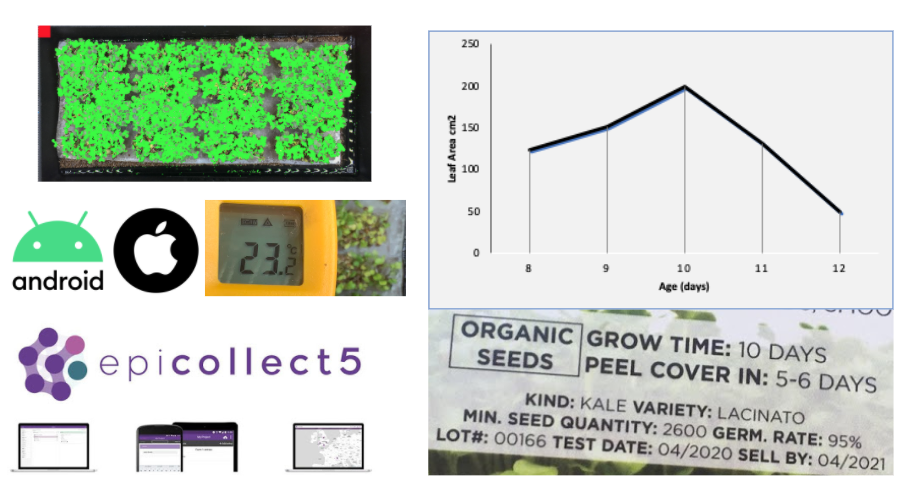 android
23.2°c
epicollect5
250
200
150
100
50
0
Leaf Area cm2
8 9 10 11 12
Age (days)
ORGANIC
SEEDS
GROW TIME: 10 DAYS
PEEL COVER IN: 5-6 DAYS
KIND: KALE VARIETY: LACINATO
MIN. SEED QUANTITY: 2600 GERM. RATE: 95%
LOT#: 00166 TEST DATE: 04/2020 SELL BY: 04/2021